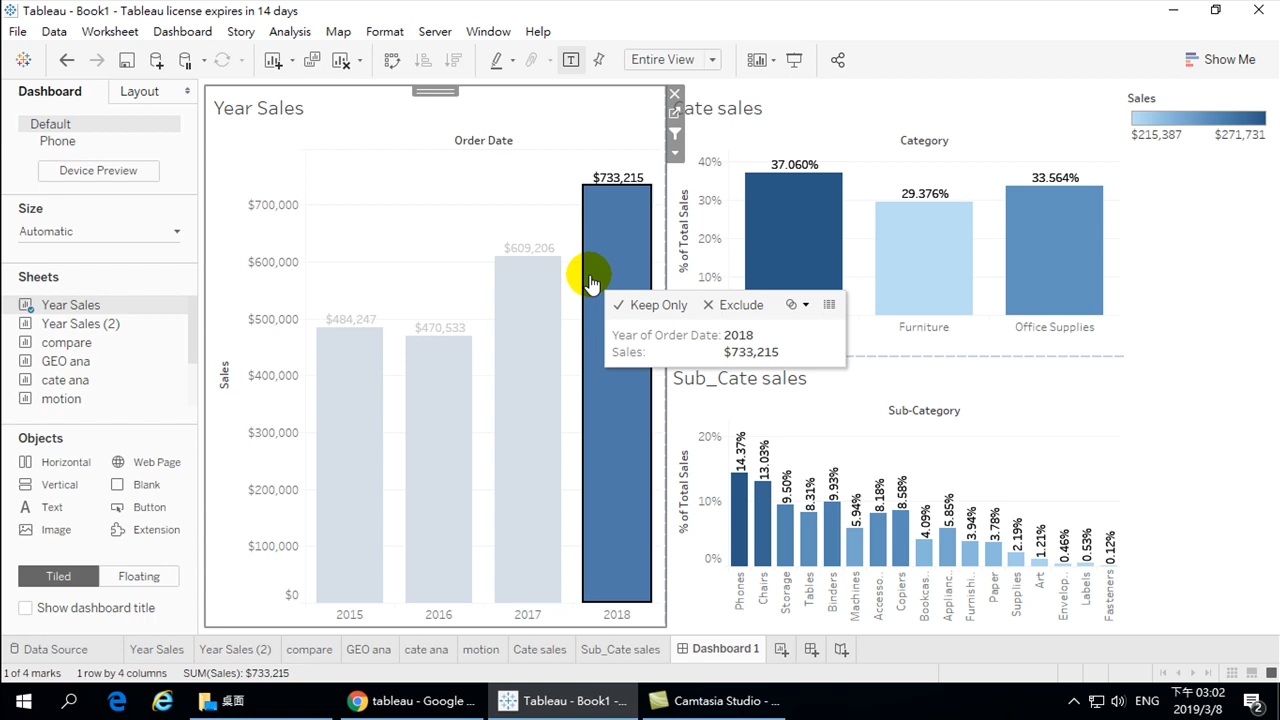 Tableau - Book1 - Tableau license expires in 14 days
File Data Worksheet Dashboard Story Analysis Map Format Server Window Help
Entire View
Show Me
Dashboard Layout
Default
Phone
Device Preview
Size
Automatic
Sheets
Year Sales
Year Sales (2)
compare
GEO ana
cate ana
motion
Objects
Horizontal Web Page
Vertical Blank
Text Button
Image Extension
Tiled Floating
Show dashboard title
Year Sales
Order Date
Sales
$700,000
$600,000
$500,000
$400,000
$300,000
$200,000
$100,000
$0
$484,247
$470,533
$609,206
$733,215
2015 2016 2017 2018
Keep Only Exclude
Year of Order Date: 2018
Sales: $733,215
Cate sales
Category
% of Total Sales
40%
30%
20%
10%
37.060%
29.376%
33.564%
Furniture Office Supplies
Sub_Cate sales
Sub-Category
% of Total Sales
20%
10%
0%
14.37% 13.03% 9.50% 8.31% 9.93% 5.94% 8.18% 8.58% 4.09% 5.85% 3.94% 3.78% 2.19% 1.21% 0.46% 0.53% 0.12%
Phones Chairs Storage Tables Binders Machines Accesso.. Copiers Bookcas.. Applianc.. Furnishi.. Paper Supplies Art Envelop.. Labels Fasteners
Sales
$215,387 $271,731
Data Source Year Sales Year Sales (2) compare GEO ana cate ana motion Cate sales Sub_Cate sales Dashboard 1
1 of 4 marks 1 row by 4 columns SUM(Sales): $733,215
桌面
tableau - Google ...
Tableau - Book1 -...
Camtasia Studio - ...
ENG
下午 03:02
2019/3/8
2